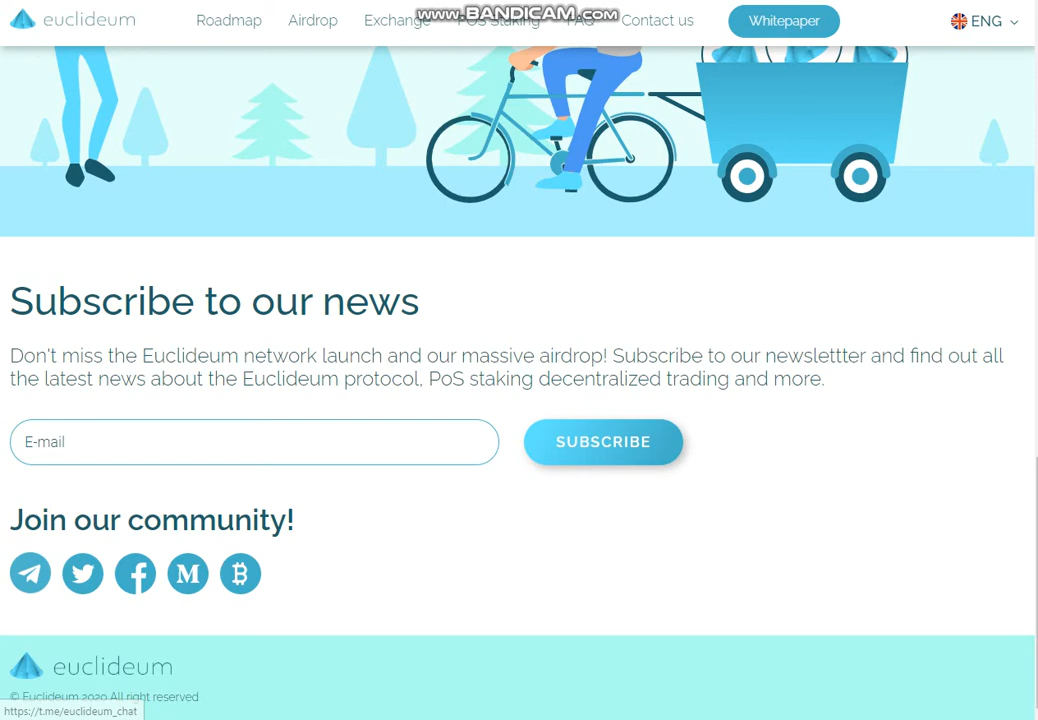 euclideum Roadmap Airdrop Exchange POS Staking FAQ Contact us Whitepaper ENG
www.BANDICAM.com
Subscribe to our news
Don't miss the Euclideum network launch and our massive airdrop! Subscribe to our newslettter and find out all
the latest news about the Euclideum protocol, PoS staking decentralized trading and more.
E-mail SUBSCRIBE
Join our community!
euclideum
© Euclideum 2020 All right reserved
https://t.me/euclideum_chat